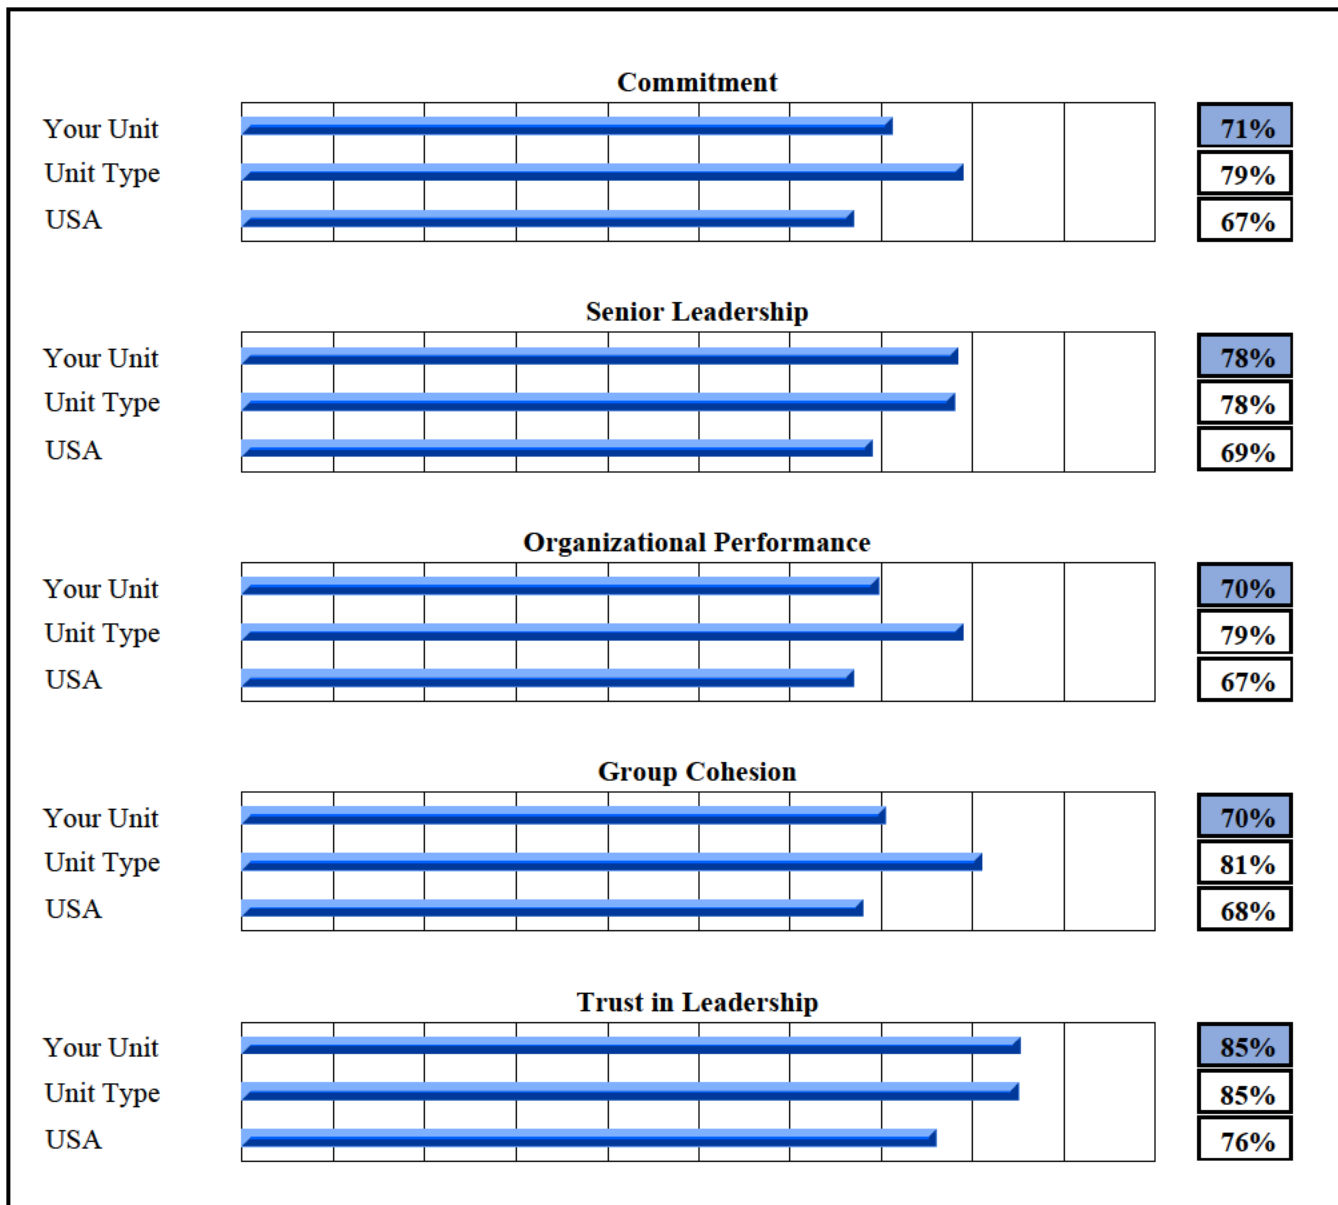 Commitment
Your Unit 71%
Unit Type 79%
USA 67%
Senior Leadership
Your Unit 78%
Unit Type 78%
USA 69%
Organizational Performance
Your Unit 70%
Unit Type 79%
USA 67%
Group Cohesion
Your Unit 70%
Unit Type 81%
USA 68%
Trust in Leadership
Your Unit 85%
Unit Type 85%
USA 76%